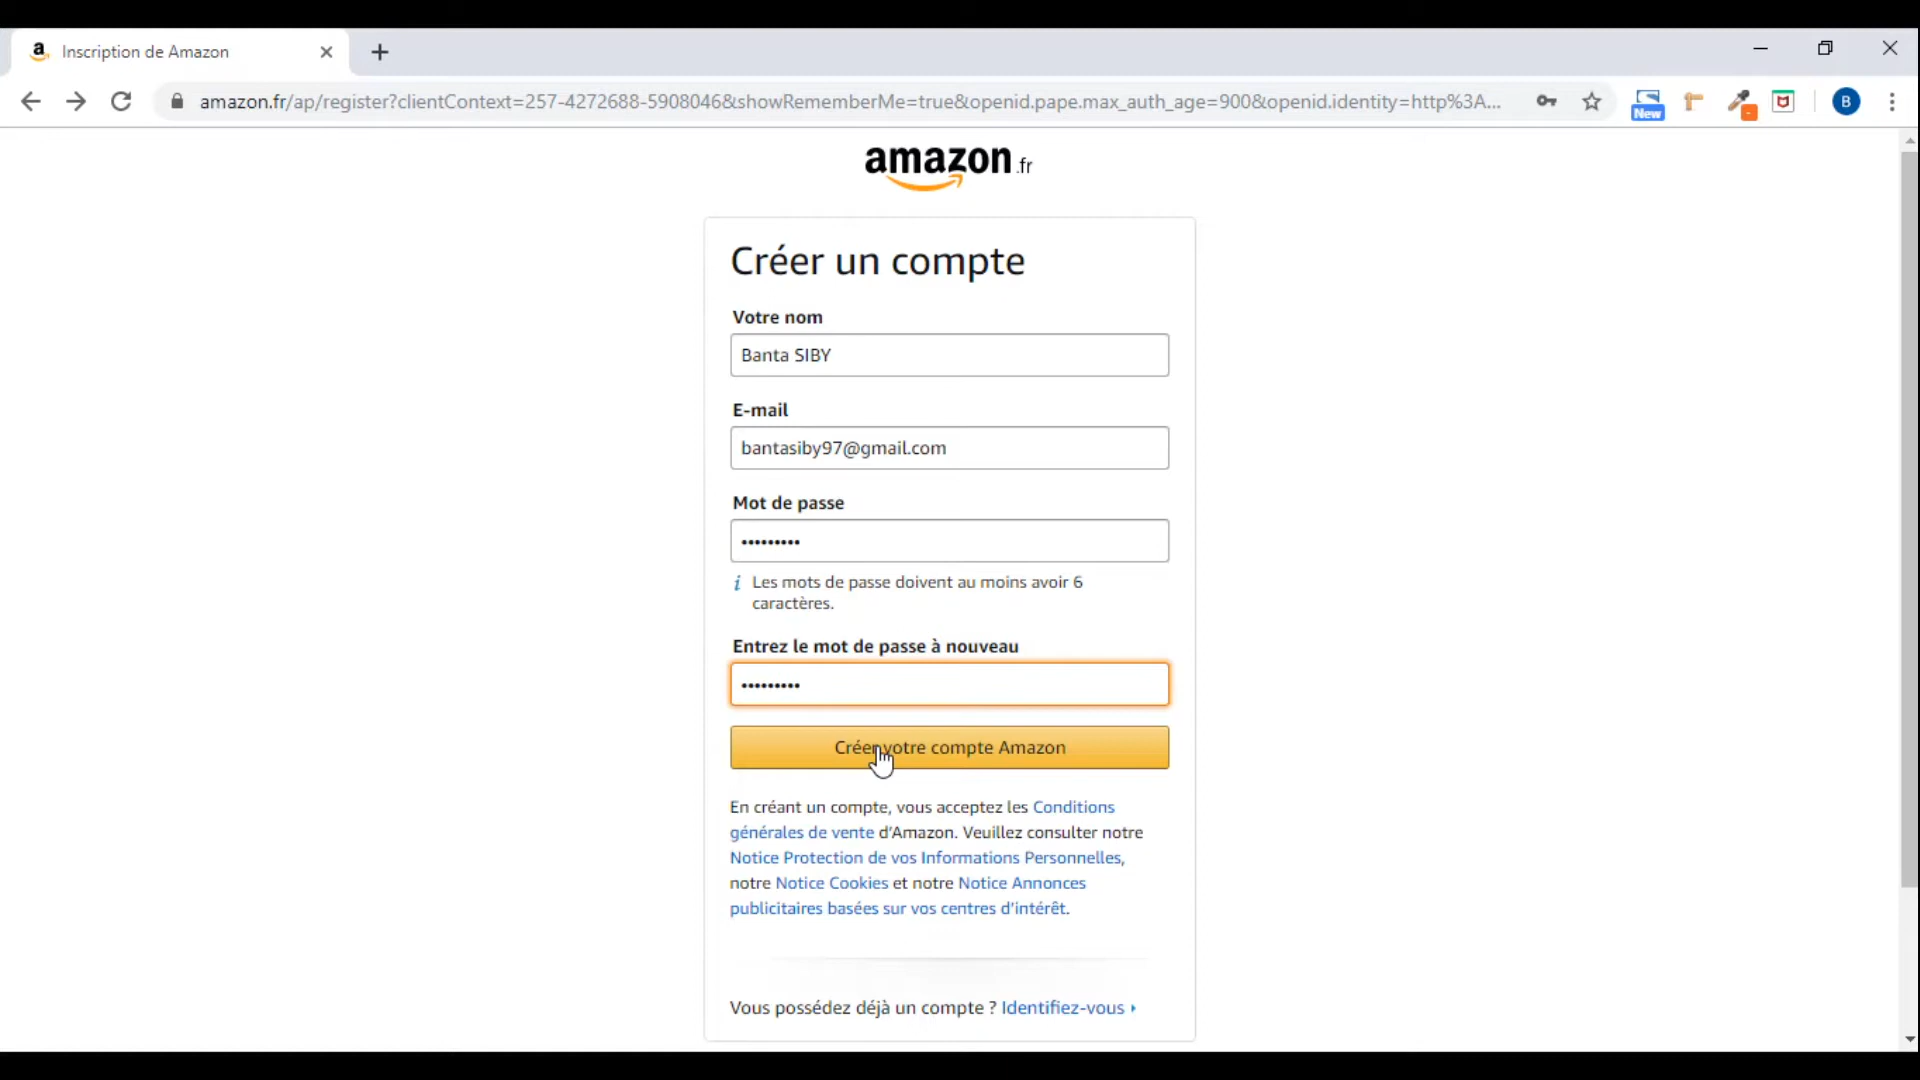 Inscription de Amazon
amazon.fr/ap/register?clientContext=257-4272688-5908046&showRememberMe=true&openid.pape.max_auth_age=900&openid.identity=http%3A...
New
B
amazon.fr
Créer un compte
Votre nom
Banta SIBY
E-mail
bantasiby97@gmail.com
Mot de passe
•••••••••
i Les mots de passe doivent au moins avoir 6
caractères.
Entrez le mot de passe à nouveau
•••••••••
Créer votre compte Amazon
En créant un compte, vous acceptez les Conditions
générales de vente d'Amazon. Veuillez consulter notre
Notice Protection de vos Informations Personnelles,
notre Notice Cookies et notre Notice Annonces
publicitaires basées sur vos centres d'intérêt.
Vous possédez déjà un compte ? Identifiez-vous